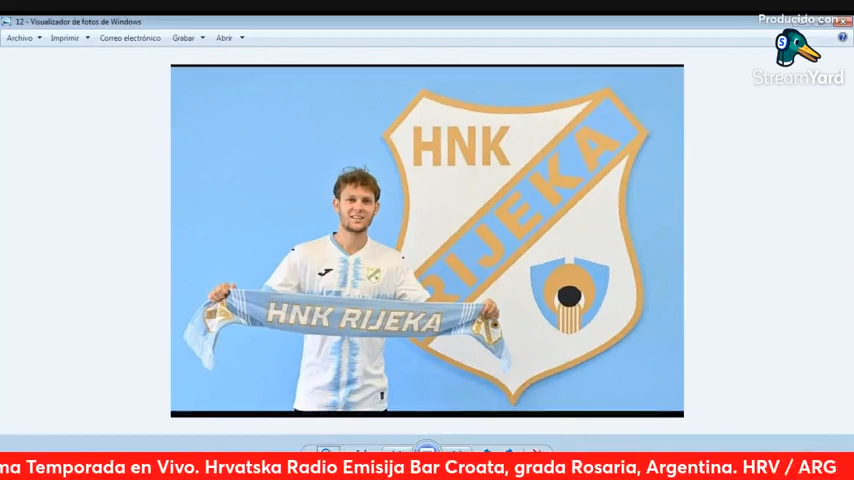 12 - Visualizador de fotos de Windows
Producido con
Archivo Imprimir Correo electrónico Grabar Abrir
S
StreamYard
HNK
RIJEKA
HNK RIJEKA
ma Temporada en Vivo. Hrvatska Radio Emisija Bar Croata, grada Rosaria, Argentina. HRV / ARG